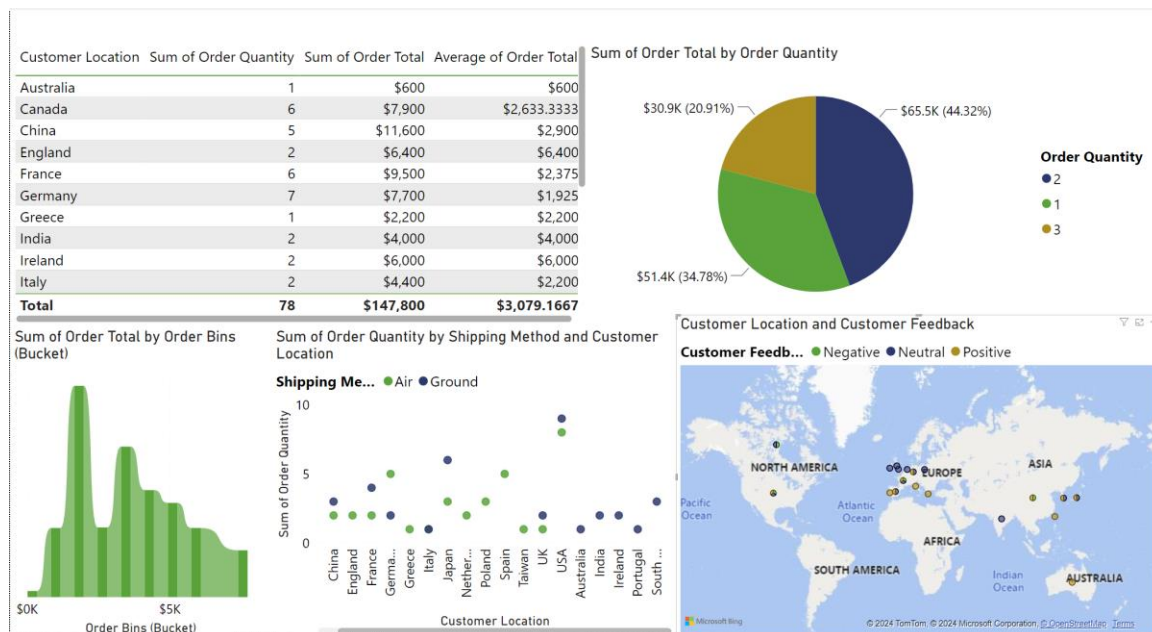 Customer Location Sum of Order Quantity Sum of Order Total Average of Order Total
Australia 1 $600 $600
Canada 6 $7,900 $2,633.3333
China 5 $11,600 $2,900
England 2 $6,400 $6,400
France 6 $9,500 $2,375
Germany 7 $7,700 $1,925
Greece 1 $2,200 $2,200
India 2 $4,000 $4,000
Ireland 2 $6,000 $6,000
Italy 2 $4,400 $2,200
Total 78 $147,800 $3,079.1667
Sum of Order Total by Order Quantity
$30.9K (20.91%)
$65.5K (44.32%)
$51.4K (34.78%)
Order Quantity
2
1
3
Sum of Order Total by Order Bins
(Bucket)
$0K $5K
Order Bins (Bucket)
Sum of Order Quantity by Shipping Method and Customer
Location
Shipping Me... Air Ground
Sum of Order Quantity
10
5
0
China
England
France
Germa...
Greece
Italy
Japan
Nether...
Poland
Spain
Taiwan
UK
USA
Australia
India
Ireland
Portugal
South ...
Customer Location
Customer Location and Customer Feedback
Customer Feedb... Negative Neutral Positive
NORTH AMERICA
EUROPE
ASIA
Pacific
Ocean
Atlantic
Ocean
AFRICA
SOUTH AMERICA
Indian
Ocean
AUSTRALIA
Microsoft Bing
© 2024 TomTom, © 2024 Microsoft Corporation, © OpenStreetMap Terms